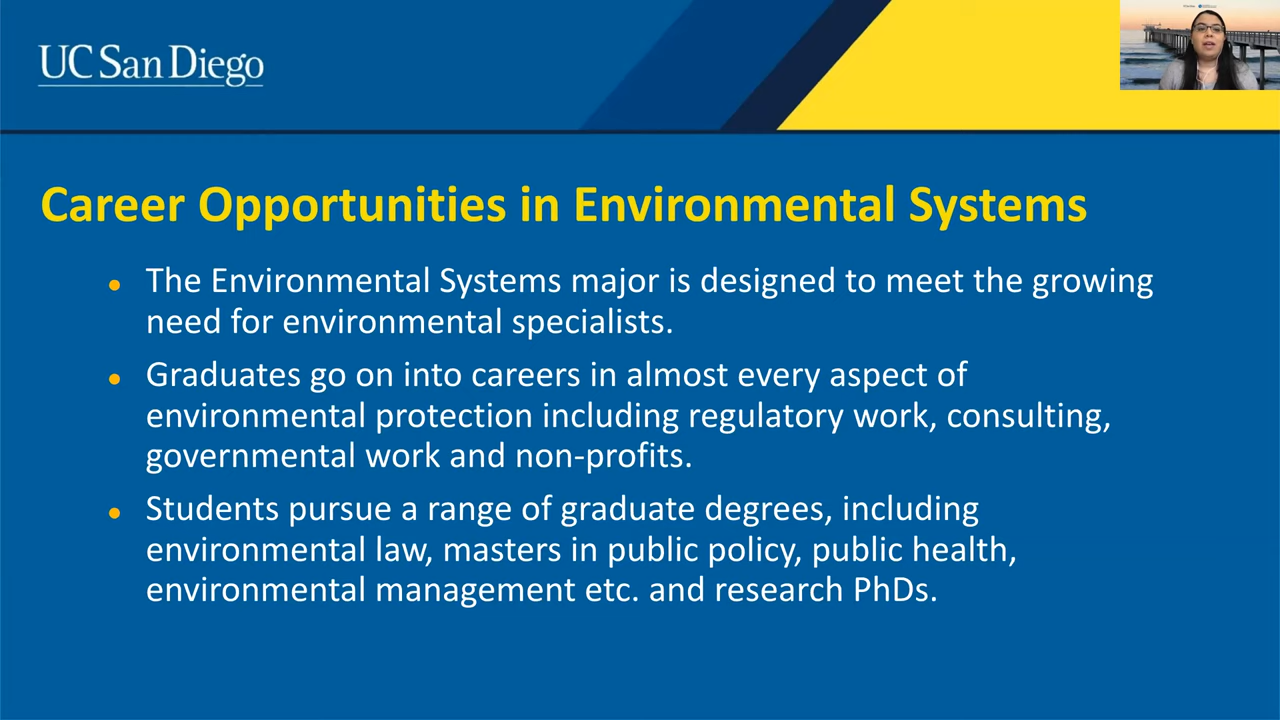 UC San Diego
Career Opportunities in Environmental Systems
The Environmental Systems major is designed to meet the growing
need for environmental specialists.
Graduates go on into careers in almost every aspect of
environmental protection including regulatory work, consulting,
governmental work and non-profits.
Students pursue a range of graduate degrees, including
environmental law, masters in public policy, public health,
environmental management etc. and research PhDs.